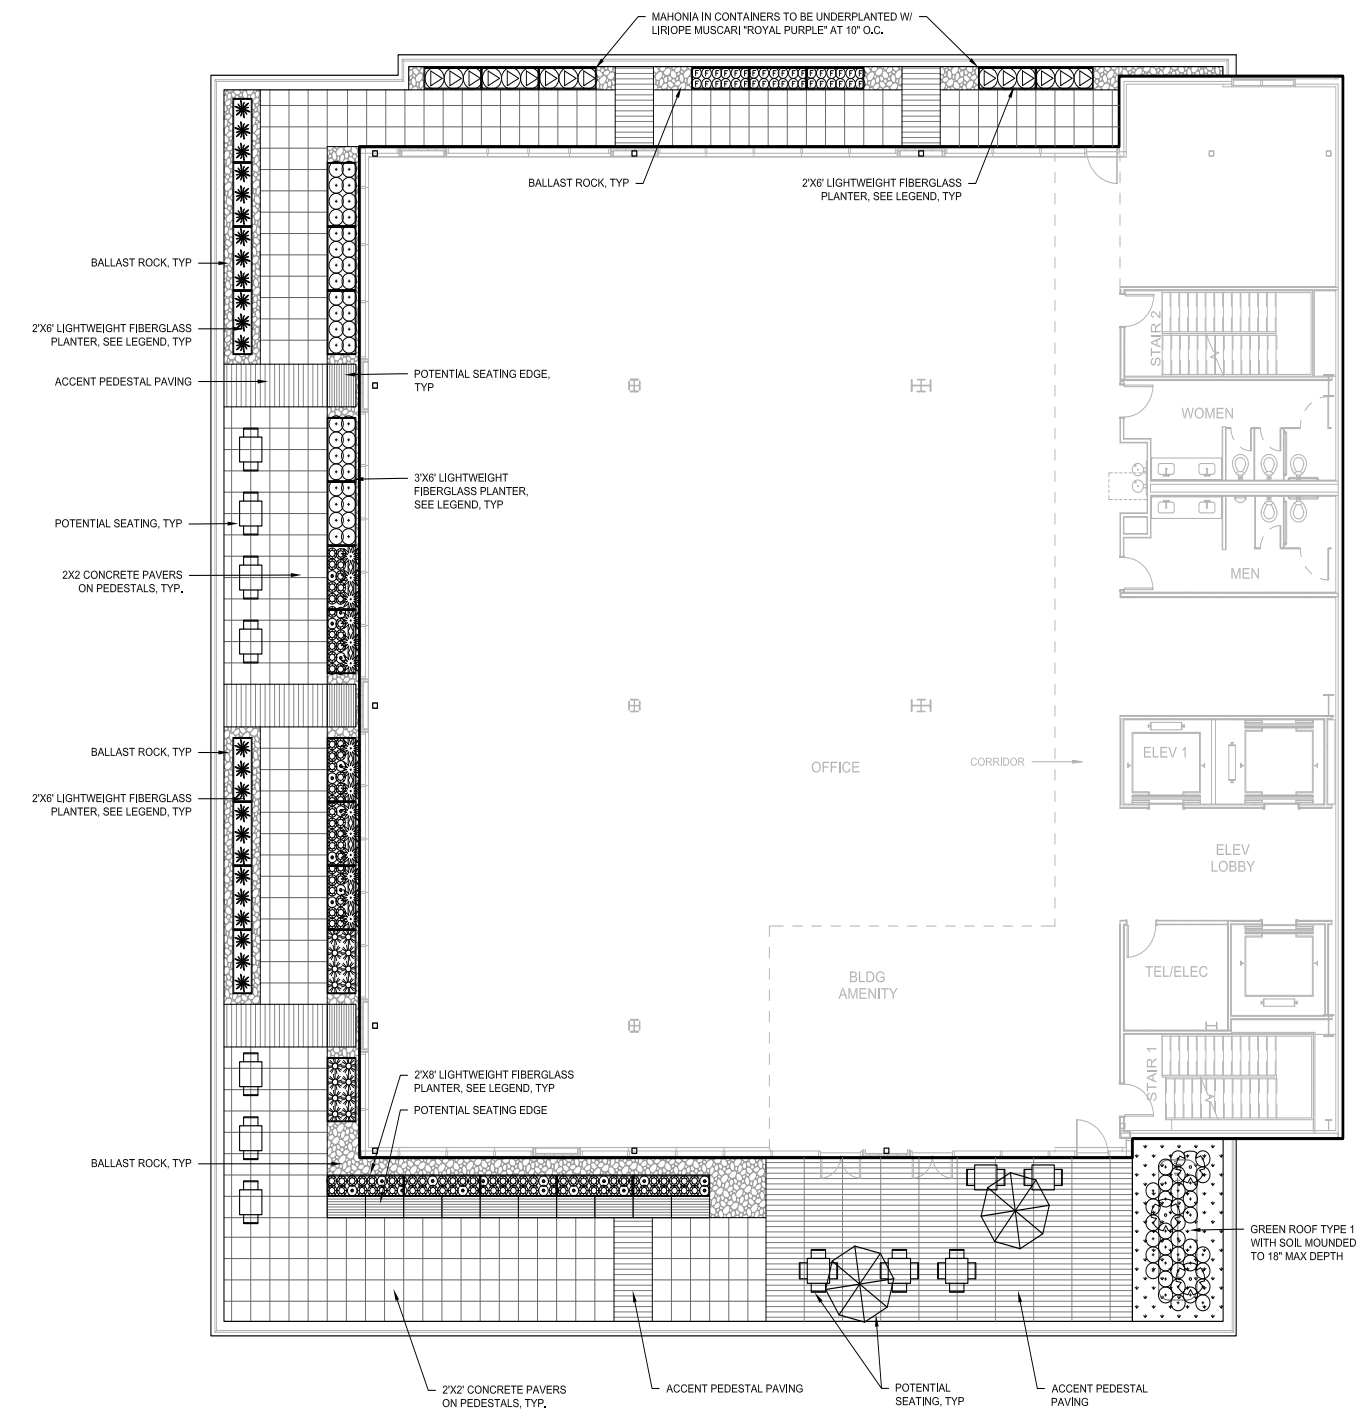 MAHONIA IN CONTAINERS TO BE UNDERPLANTED W/
LIRIOPE MUSCARI "ROYAL PURPLE" AT 10" O.C.
BALLAST ROCK, TYP
2'X6' LIGHTWEIGHT FIBERGLASS
PLANTER, SEE LEGEND, TYP
BALLAST ROCK, TYP
2'X6' LIGHTWEIGHT FIBERGLASS
PLANTER, SEE LEGEND, TYP
ACCENT PEDESTAL PAVING
POTENTIAL SEATING EDGE,
TYP
STAIR 2
WOMEN
3'X6' LIGHTWEIGHT
FIBERGLASS PLANTER,
SEE LEGEND, TYP
POTENTIAL SEATING, TYP
2X2 CONCRETE PAVERS
ON PEDESTALS, TYP.
MEN
BALLAST ROCK, TYP
2'X6' LIGHTWEIGHT FIBERGLASS
PLANTER, SEE LEGEND, TYP
OFFICE
CORRIDOR
ELEV 1
ELEV
LOBBY
BLDG
AMENITY
TEL/ELEC
STAIR 1
2'X8' LIGHTWEIGHT FIBERGLASS
PLANTER, SEE LEGEND, TYP
POTENTIAL SEATING EDGE
BALLAST ROCK, TYP
GREEN ROOF TYPE 1
WITH SOIL MOUNDED
TO 18" MAX DEPTH
2'X2' CONCRETE PAVERS
ON PEDESTALS, TYP.
ACCENT PEDESTAL PAVING
POTENTIAL
SEATING, TYP
ACCENT PEDESTAL
PAVING